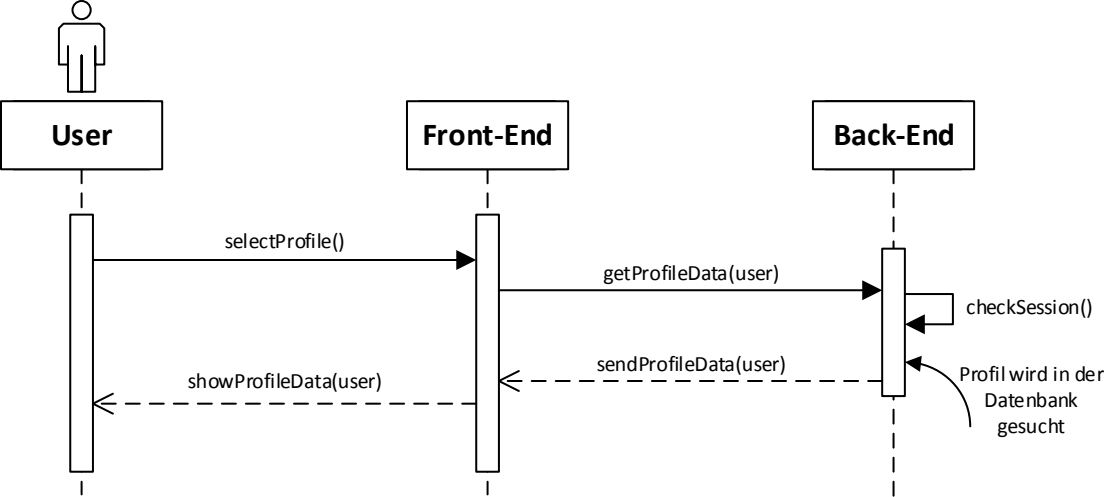 User
Front-End
Back-End
selectProfile()
getProfileData(user)
checkSession()
sendProfileData(user)
showProfileData(user)
Profil wird in der
Datenbank
gesucht